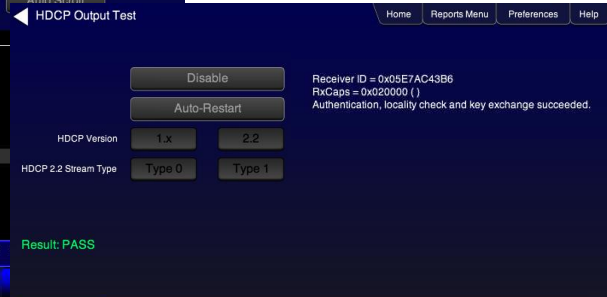 HDCP Output Test
Home
Reports Menu
Preferences
Help
Disable
Auto-Restart
HDCP Version
1.x
2.2
HDCP 2.2 Stream Type
Type 0
Type 1
Receiver ID = 0x05E7AC43B6
RxCaps = 0x020000 ( )
Authentication, locality check and key exchange succeeded.
Result: PASS